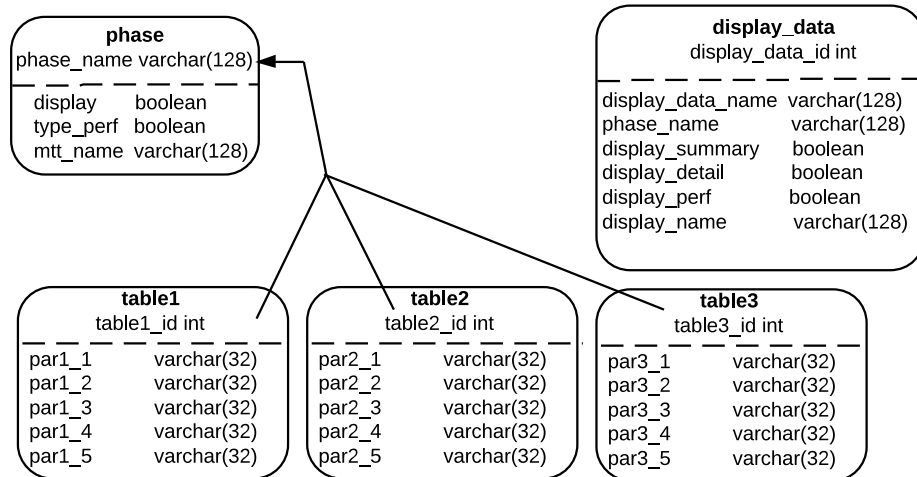 phase
phase_name varchar(128)
display boolean
type_perf boolean
mtt_name varchar(128)
display_data
display_data_id int
display_data_name varchar(128)
phase_name varchar(128)
display_summary boolean
display_detail boolean
display_perf boolean
display_name varchar(128)
table1
table1_id int
par1_1 varchar(32)
par1_2 varchar(32)
par1_3 varchar(32)
par1_4 varchar(32)
par1_5 varchar(32)
table2
table2_id int
par2_1 varchar(32)
par2_2 varchar(32)
par2_3 varchar(32)
par2_4 varchar(32)
par2_5 varchar(32)
table3
table3_id int
par3_1 varchar(32)
par3_2 varchar(32)
par3_3 varchar(32)
par3_4 varchar(32)
par3_5 varchar(32)